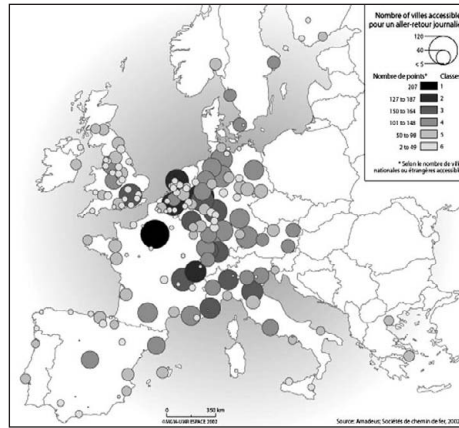 Nombre of villes accessible
pour un aller-retour journalie
120
60
< 5
Nombre de points*
Classe
207
1
127 to 187
2
150 to 164
3
101 to 148
4
50 to 98
5
2 to 49
6
* Selon le nombre de vill
nationales ou étrangères accessible
0
350 km
Source: Amadeus; Sociétés de chemin de fer, 2002